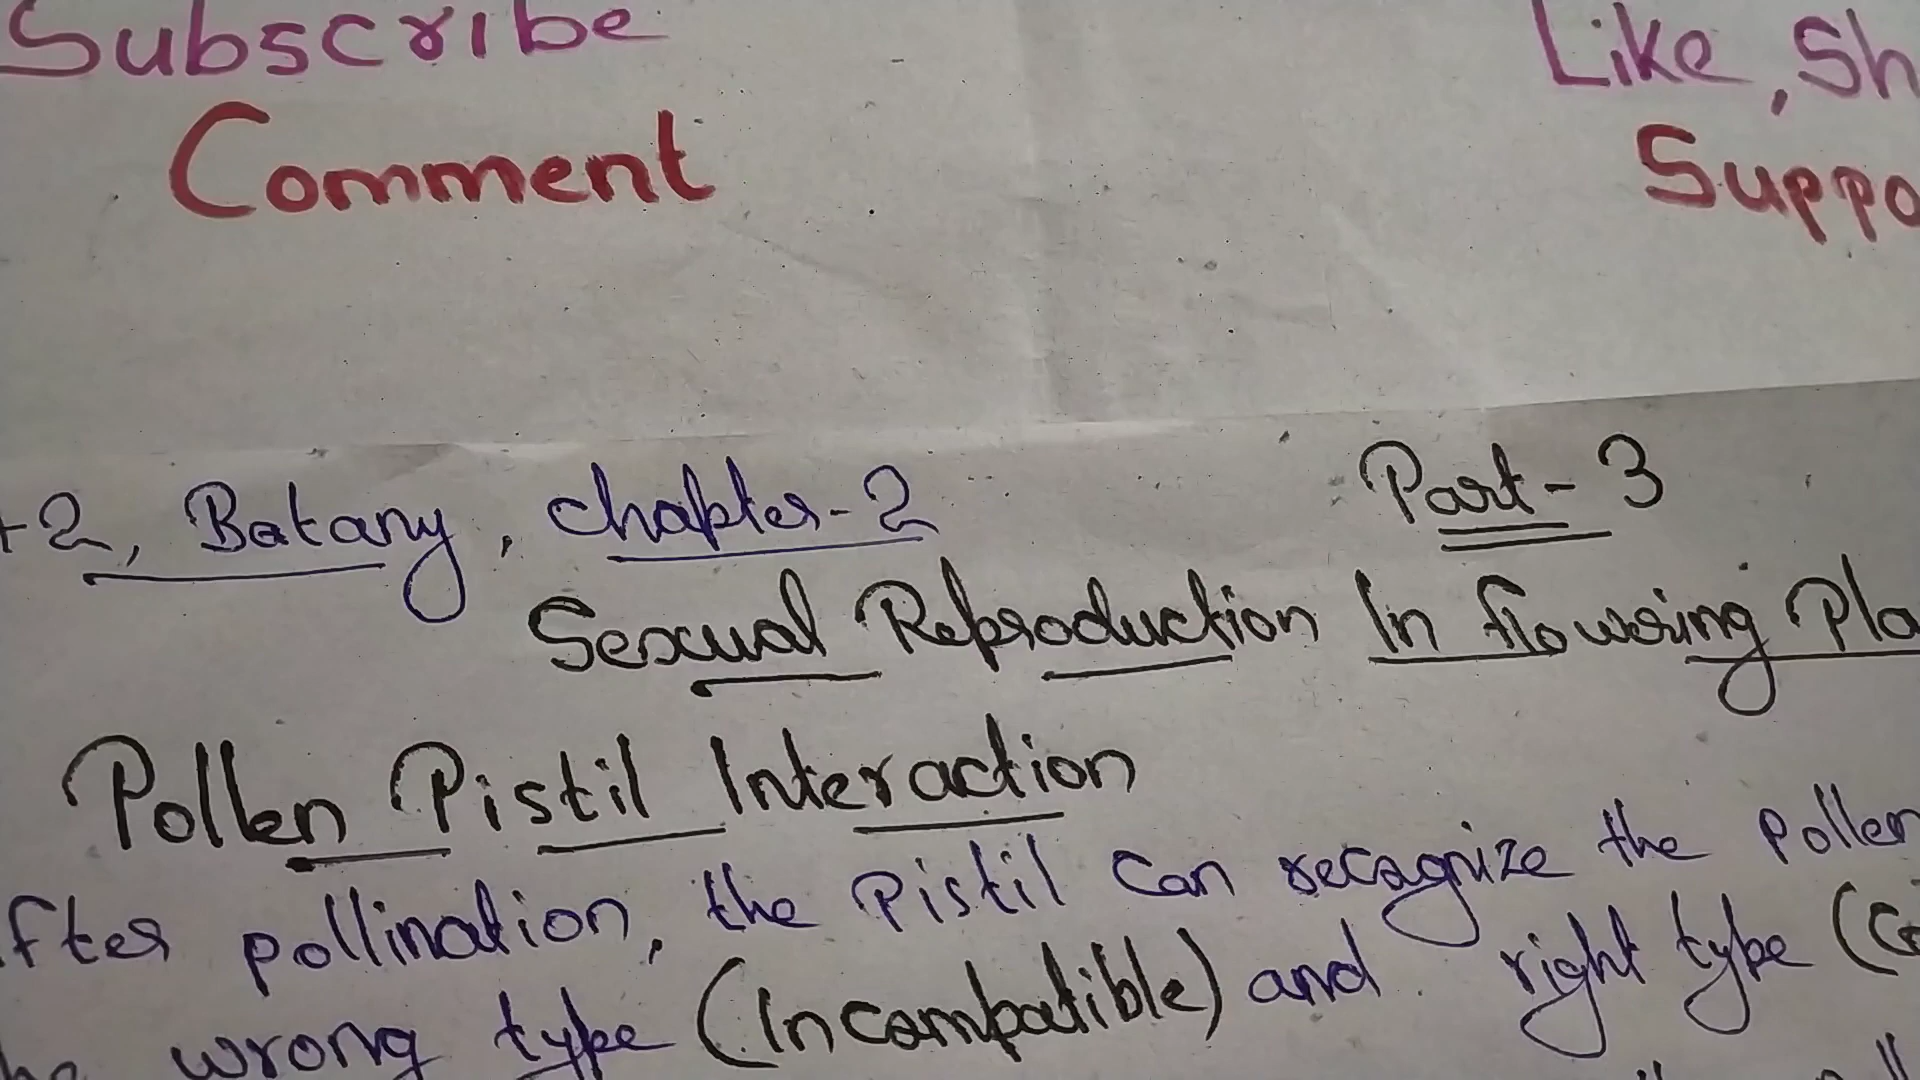 Subscribe Like, Sh
Comment Suppo
+2, Botany, chapter-2 Part-3
Sexual Reproduction In flowering Pla
Pollen Pistil Interaction
fter pollination, the Pistil can recognize the pollen
wrong type (Incompatible) and right type (Co